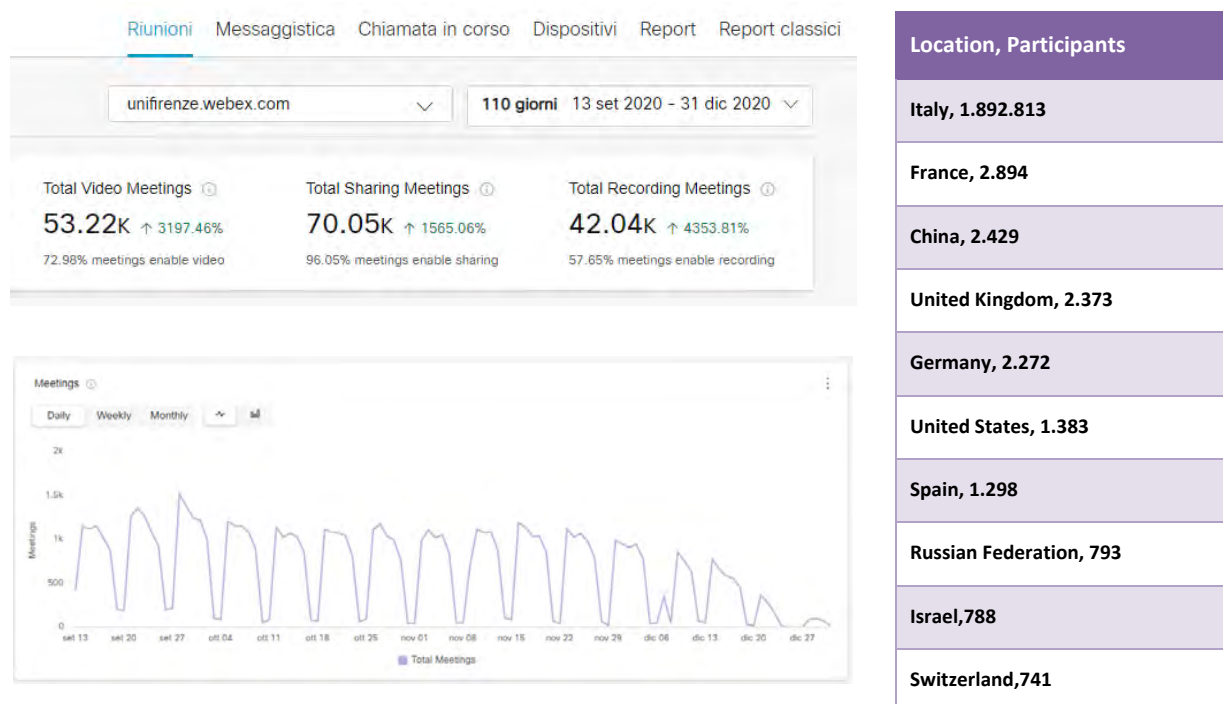 Riunioni Messaggistica Chiamata in corso Dispositivi Report Report classici
unifirenze.webex.com 110 giorni 13 set 2020 - 31 dic 2020
Total Video Meetings Total Sharing Meetings Total Recording Meetings
53.22K ↑ 3197.46% 70.05K ↑ 1565.06% 42.04K ↑ 4353.81%
72.98% meetings enable video 96.05% meetings enable sharing 57.65% meetings enable recording
Meetings
Daily Weekly Monthly
2k
1.5k
1k
500
0
Meetings
set 13 set 20 set 27 ott 04 ott 11 ott 18 ott 25 nov 01 nov 08 nov 15 nov 22 nov 29 dic 06 dic 13 dic 20 dic 27
Total Meetings
Location, Participants
Italy, 1.892.813
France, 2.894
China, 2.429
United Kingdom, 2.373
Germany, 2.272
United States, 1.383
Spain, 1.298
Russian Federation, 793
Israel,788
Switzerland,741